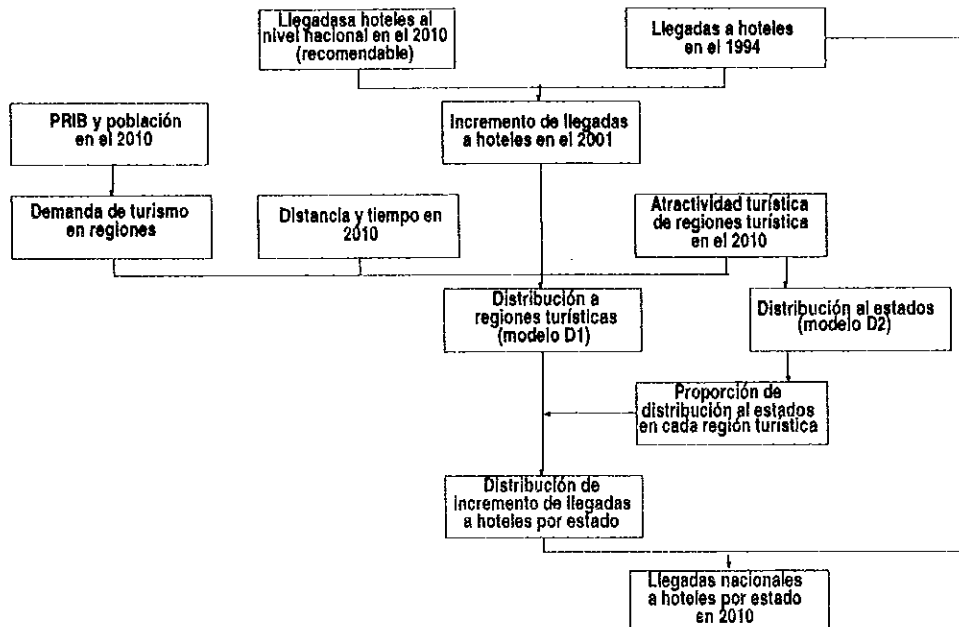 Llegadasa hoteles al
nivel nacional en el 2010
(recomendable)
Llegadas a hoteles
en el 1994
PRIB y población
en el 2010
Incremento de llegadas
a hoteles en el 2001
Demanda de turismo
en regiones
Distancia y tiempo en
2010
Atractividad turística
de regiones turística
en el 2010
Distribución a
regiones turísticas
(modelo D1)
Distribución al estados
(modelo D2)
Proporción de
distribución al estados
en cada región turística
Distribución de
incremento de llegadas
a hoteles por estado
Llegadas nacionales
a hoteles por estado
en 2010